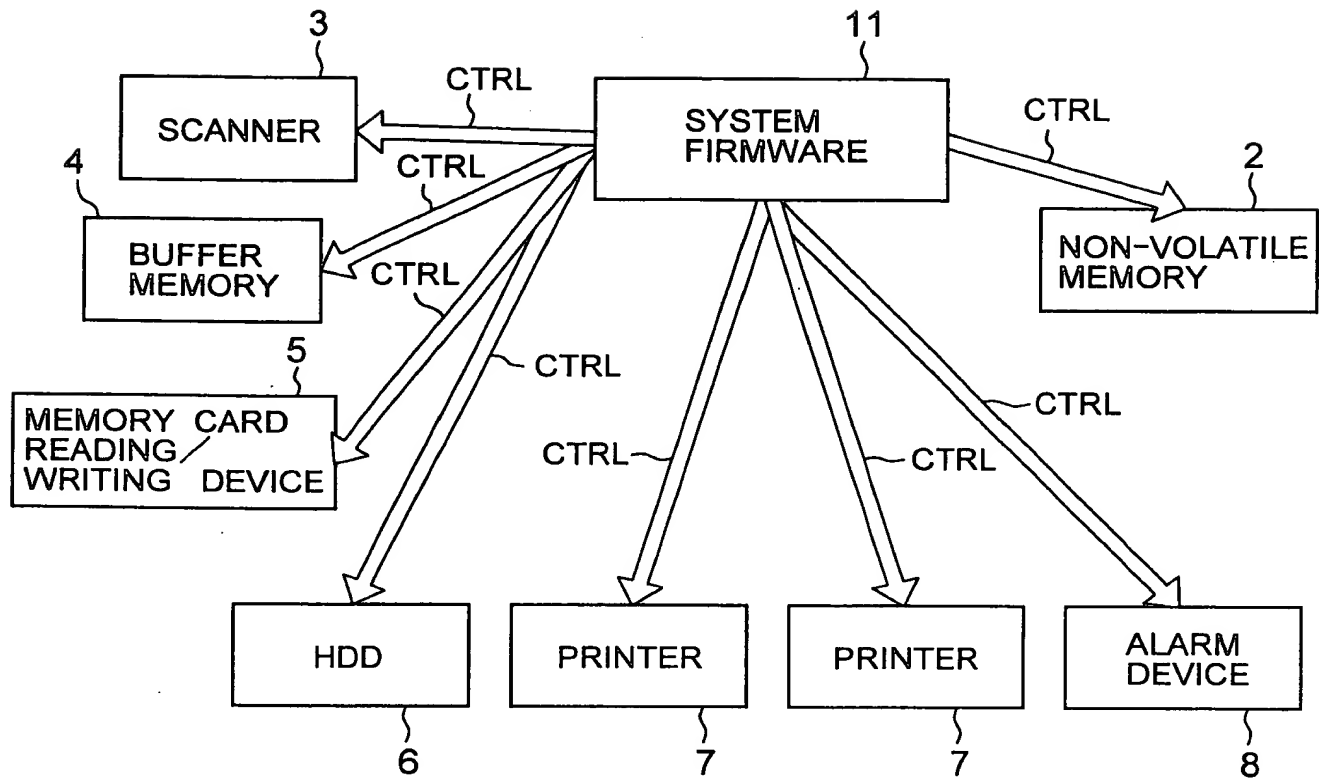 3
11
CTRL
SCANNER
SYSTEM
FIRMWARE
CTRL
2
4
CTRL
BUFFER
MEMORY
NON-VOLATILE
MEMORY
CTRL
5
CTRL
MEMORY CARD
READING /
WRITING DEVICE
CTRL
CTRL
CTRL
HDD
PRINTER
PRINTER
ALARM
DEVICE
6
7
7
8